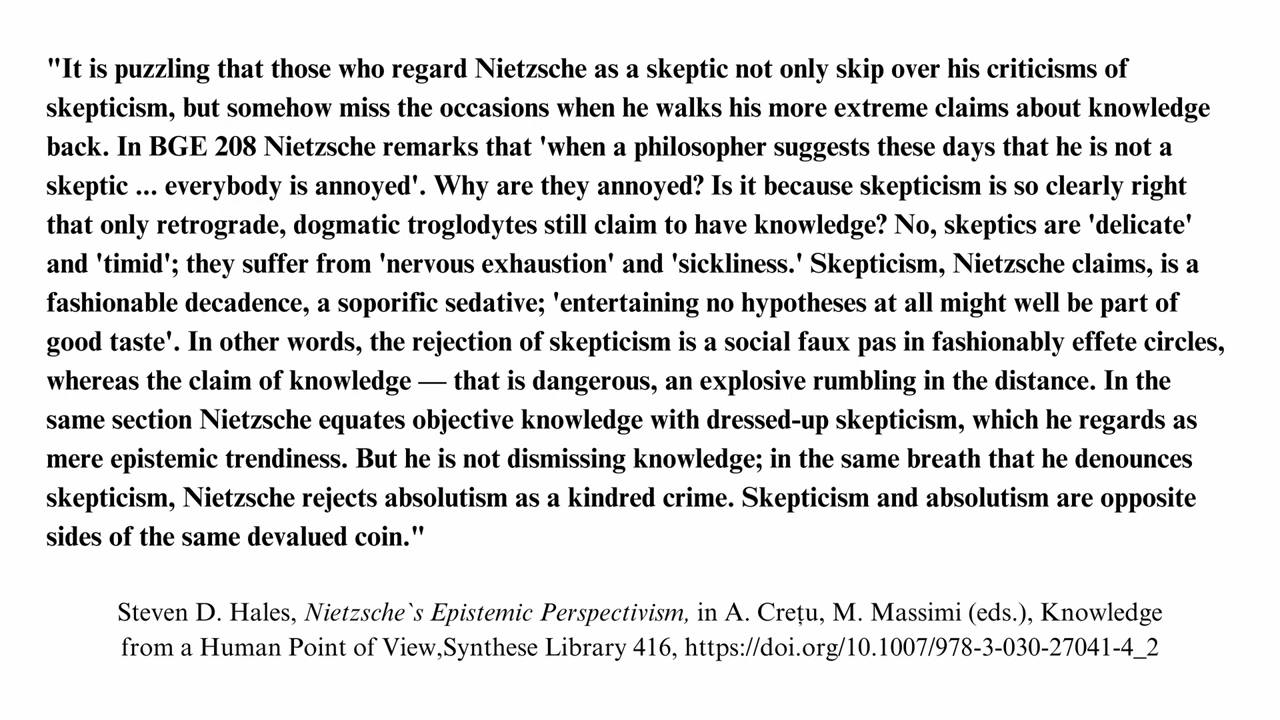 "It is puzzling that those who regard Nietzsche as a skeptic not only skip over his criticisms of
skepticism, but somehow miss the occasions when he walks his more extreme claims about knowledge
back. In BGE 208 Nietzsche remarks that 'when a philosopher suggests these days that he is not a
skeptic ... everybody is annoyed'. Why are they annoyed? Is it because skepticism is so clearly right
that only retrograde, dogmatic troglodytes still claim to have knowledge? No, skeptics are 'delicate'
and 'timid'; they suffer from 'nervous exhaustion' and 'sickliness.' Skepticism, Nietzsche claims, is a
fashionable decadence, a soporific sedative; 'entertaining no hypotheses at all might well be part of
good taste'. In other words, the rejection of skepticism is a social faux pas in fashionably effete circles,
whereas the claim of knowledge — that is dangerous, an explosive rumbling in the distance. In the
same section Nietzsche equates objective knowledge with dressed-up skepticism, which he regards as
mere epistemic trendiness. But he is not dismissing knowledge; in the same breath that he denounces
skepticism, Nietzsche rejects absolutism as a kindred crime. Skepticism and absolutism are opposite
sides of the same devalued coin."
Steven D. Hales, Nietzsche`s Epistemic Perspectivism, in A. Creţu, M. Massimi (eds.), Knowledge
from a Human Point of View,Synthese Library 416, https://doi.org/10.1007/978-3-030-27041-4_2